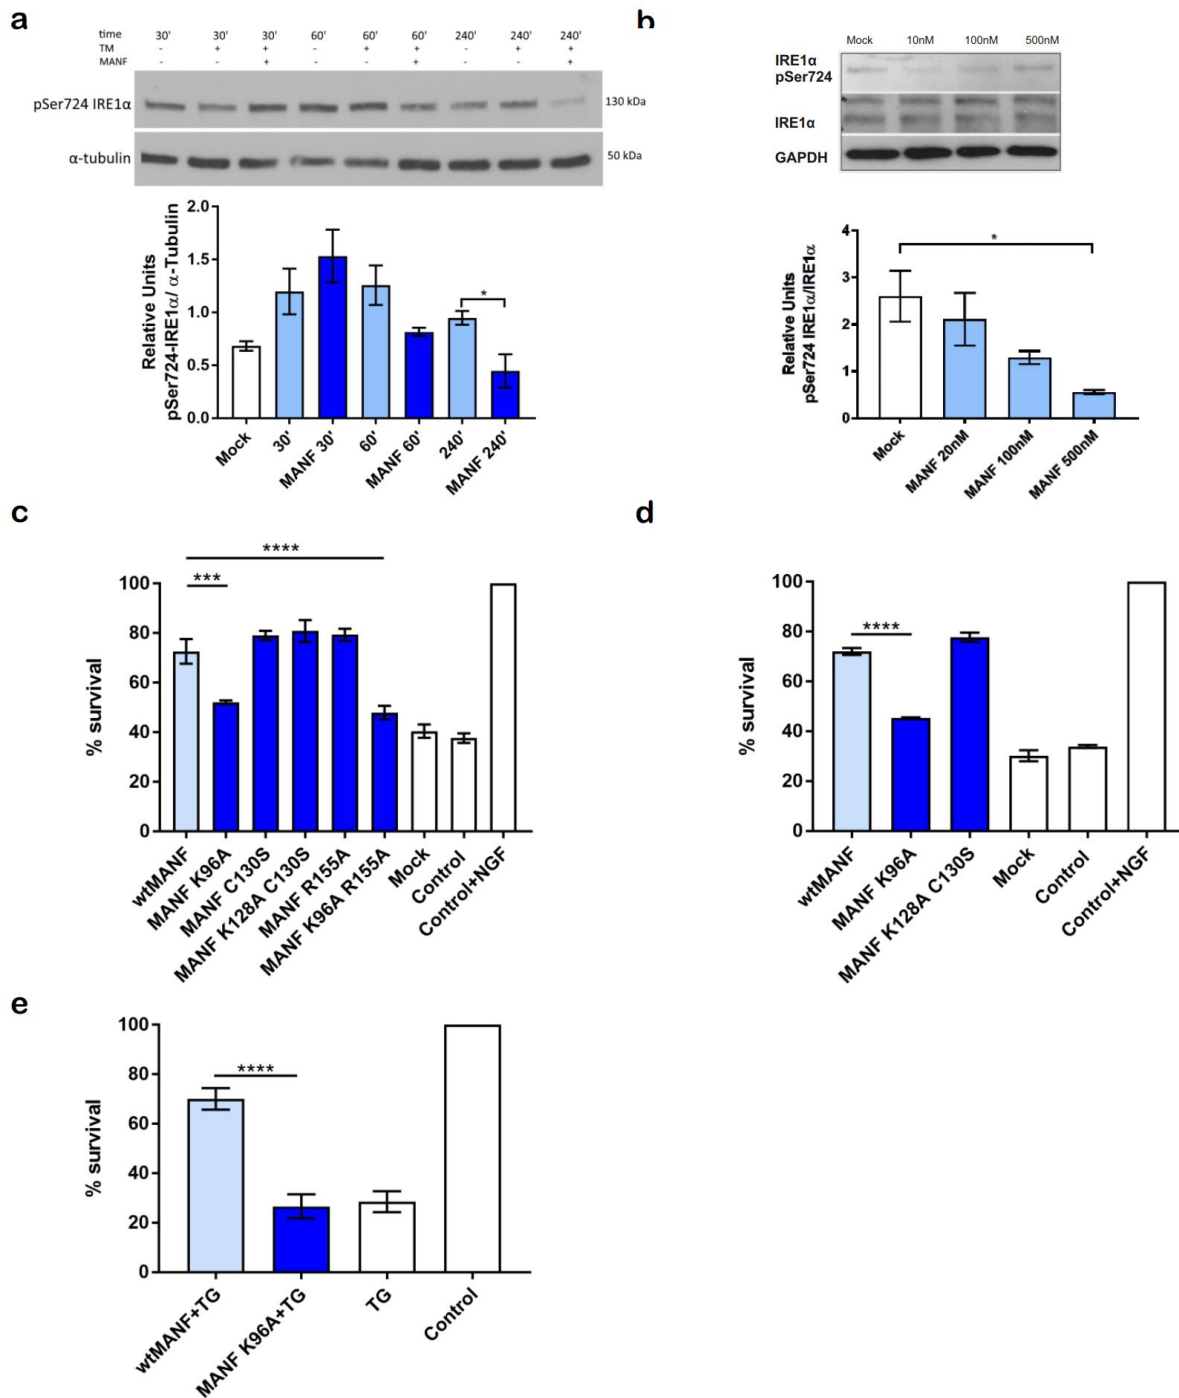 a
time 30' 30' 30' 60' 60' 60' 240' 240' 240'
TM - + + - + + - + +
MANF - - + - - + - - +
pSer724 IRE1α 130 kDa
α-tubulin 50 kDa
Relative Units
pSer724-IRE1α/ α-Tubulin
2.0
1.5
1.0
0.5
0.0
*
Mock 30' MANF 30' 60' MANF 60' 240' MANF 240'
b
Mock 10nM 100nM 500nM
IRE1α
pSer724
IRE1α
GAPDH
Relative Units
pSer724 IRE1α/IRE1α
4
3
2
1
0
*
Mock MANF 20nM MANF 100nM MANF 500nM
c
% survival
100
80
60
40
20
0
****
***
wtMANF MANF K96A MANF C130S MANF K128A C130S MANF R155A MANF K96A R155A Mock Control Control+NGF
d
% survival
100
80
60
40
20
0
****
wtMANF MANF K96A MANF K128A C130S Mock Control Control+NGF
e
% survival
100
80
60
40
20
0
****
wtMANF+TG MANF K96A+TG TG Control